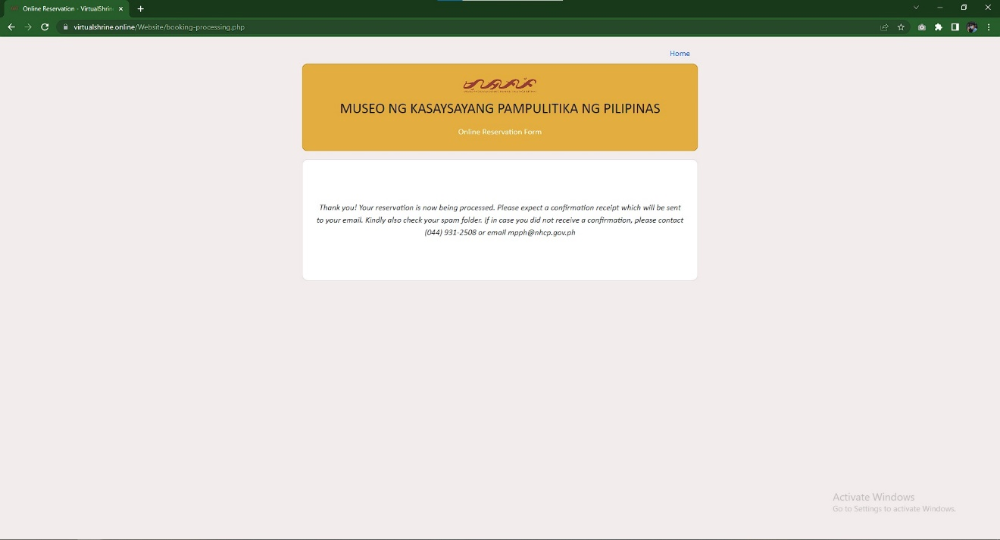 Online Reservation - VirtualShrin
virtualshrine.online/Website/booking-processing.php
Home
MUSEO NG KASAYSAYANG PAMPULITIKA NG PILIPINAS
Online Reservation Form
Thank you! Your reservation is now being processed. Please expect a confirmation receipt which will be sent
to your email. Kindly also check your spam folder. If in case you did not receive a confirmation, please contact
(044) 931-2508 or email mpph@nhcp.gov.ph
Activate Windows
Go to Settings to activate Windows.